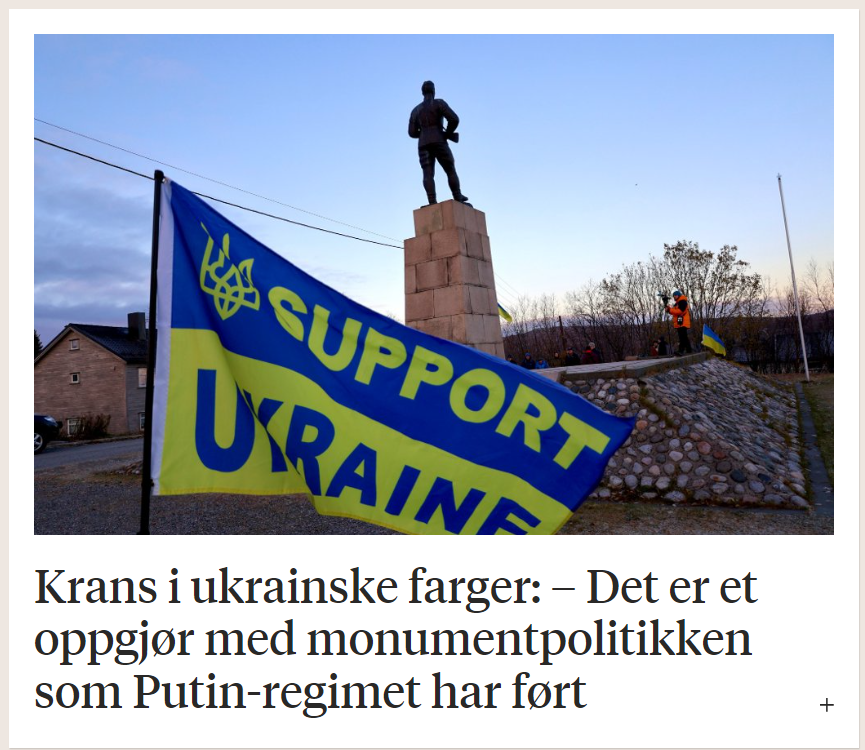 SUPPORT
UKRAINE
Krans i ukrainske farger: – Det er et
oppgjør med monumentpolitikken
som Putin-regimet har ført
+